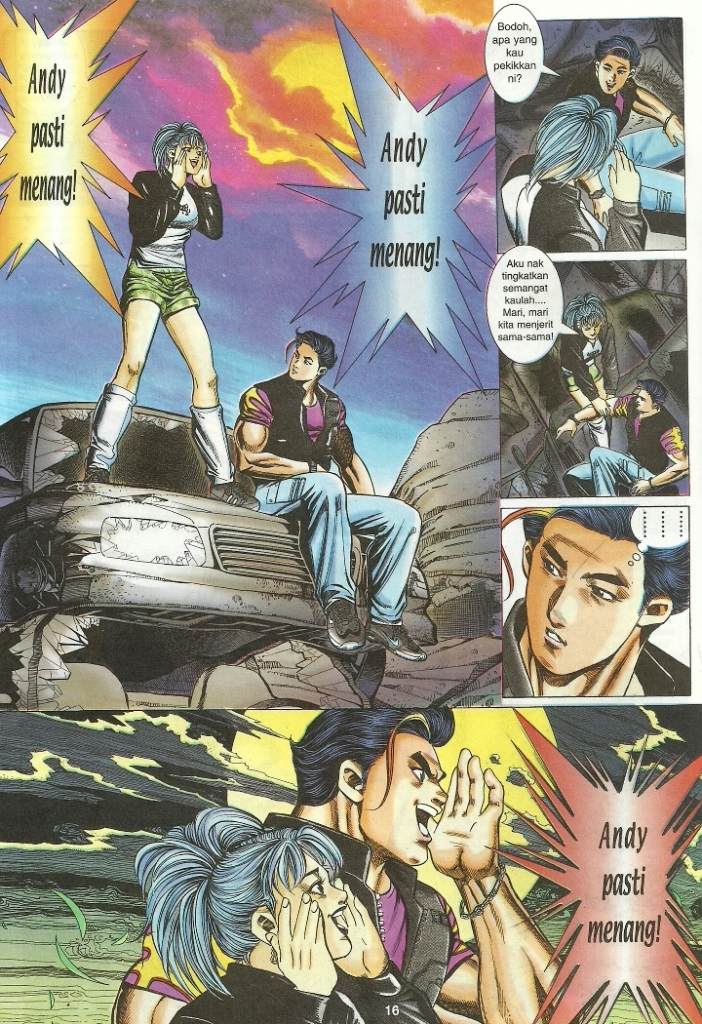 Andy
pasti
menang!
Andy
pasti
menang!
Bodoh,
apa yang
kau
pekikkan
ni?
Aku nak
tingkatkan
semangat
kaulah....
Mari, mari
kita menjerit
sama-sama!
Andy
pasti
menang!
16